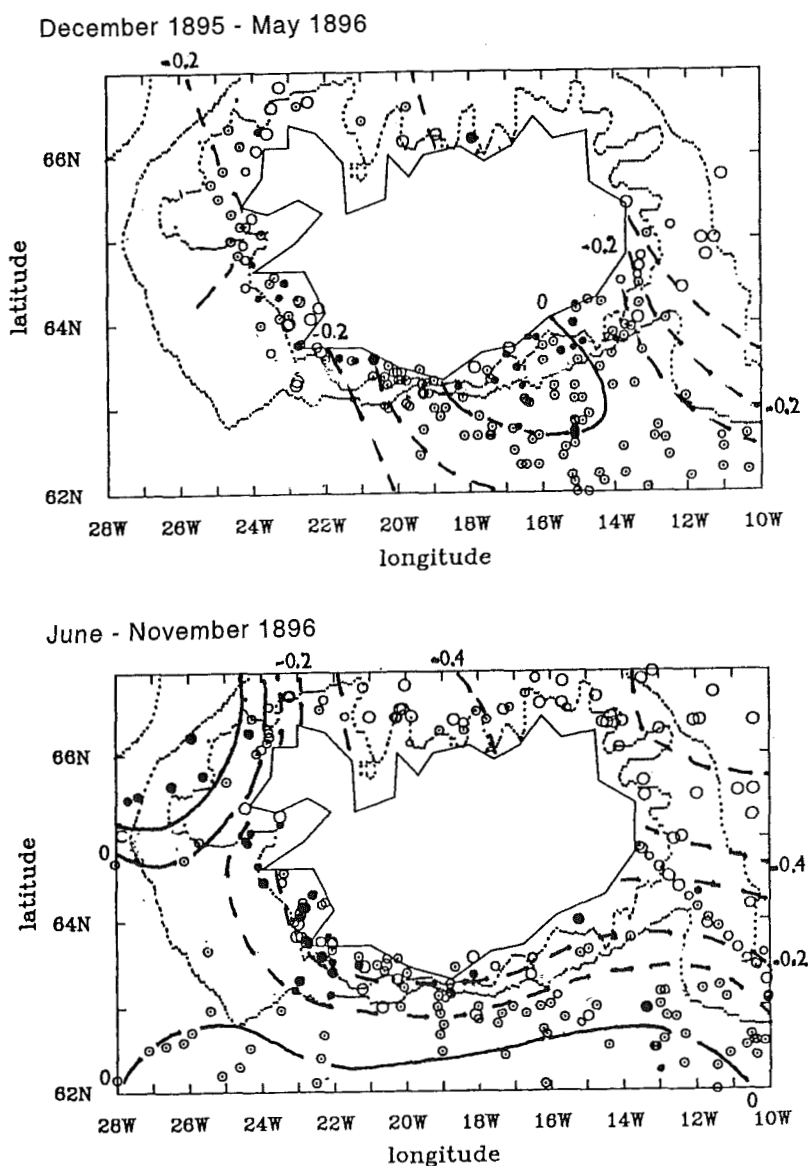 December 1895 - May 1896
-0.2
66N
64N
62N
latitude
-0.2
0
-0.2
-0.2
28W 26W 24W 22W 20W 18W 16W 14W 12W 10W
longitude
June - November 1896
-0.2
-0.4
66N
64N
62N
latitude
0
0
-0.4
-0.2
0
28W 26W 24W 22W 20W 18W 16W 14W 12W 10W
longitude